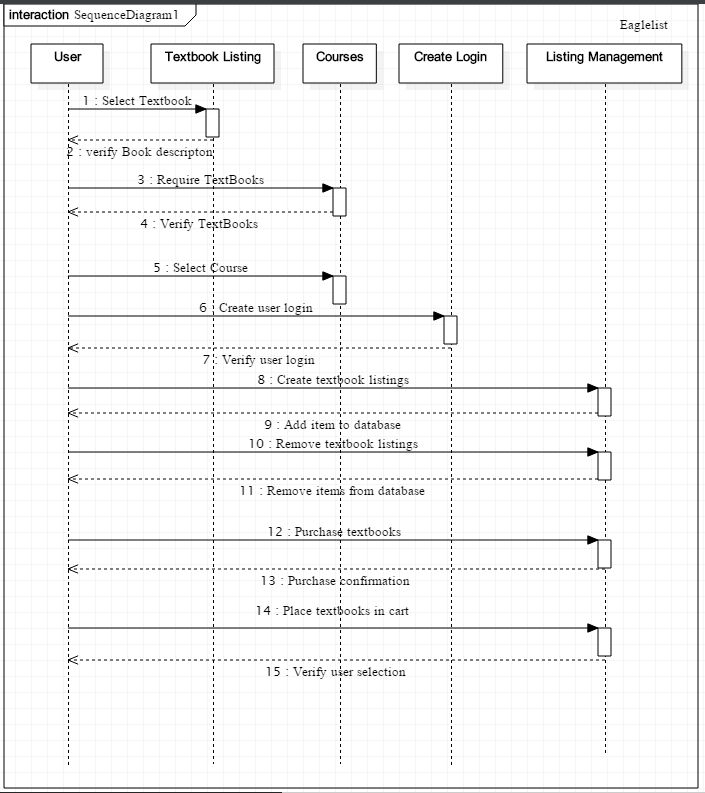 interaction SequenceDiagram1
Eaglelist
User
Textbook Listing
Courses
Create Login
Listing Management
1 : Select Textbook
2 : verify Book descripton
3 : Require TextBooks
4 : Verify TextBooks
5 : Select Course
6 : Create user login
7 : Verify user login
8 : Create textbook listings
9 : Add item to database
10 : Remove textbook listings
11 : Remove items from database
12 : Purchase textbooks
13 : Purchase confirmation
14 : Place textbooks in cart
15 : Verify user selection